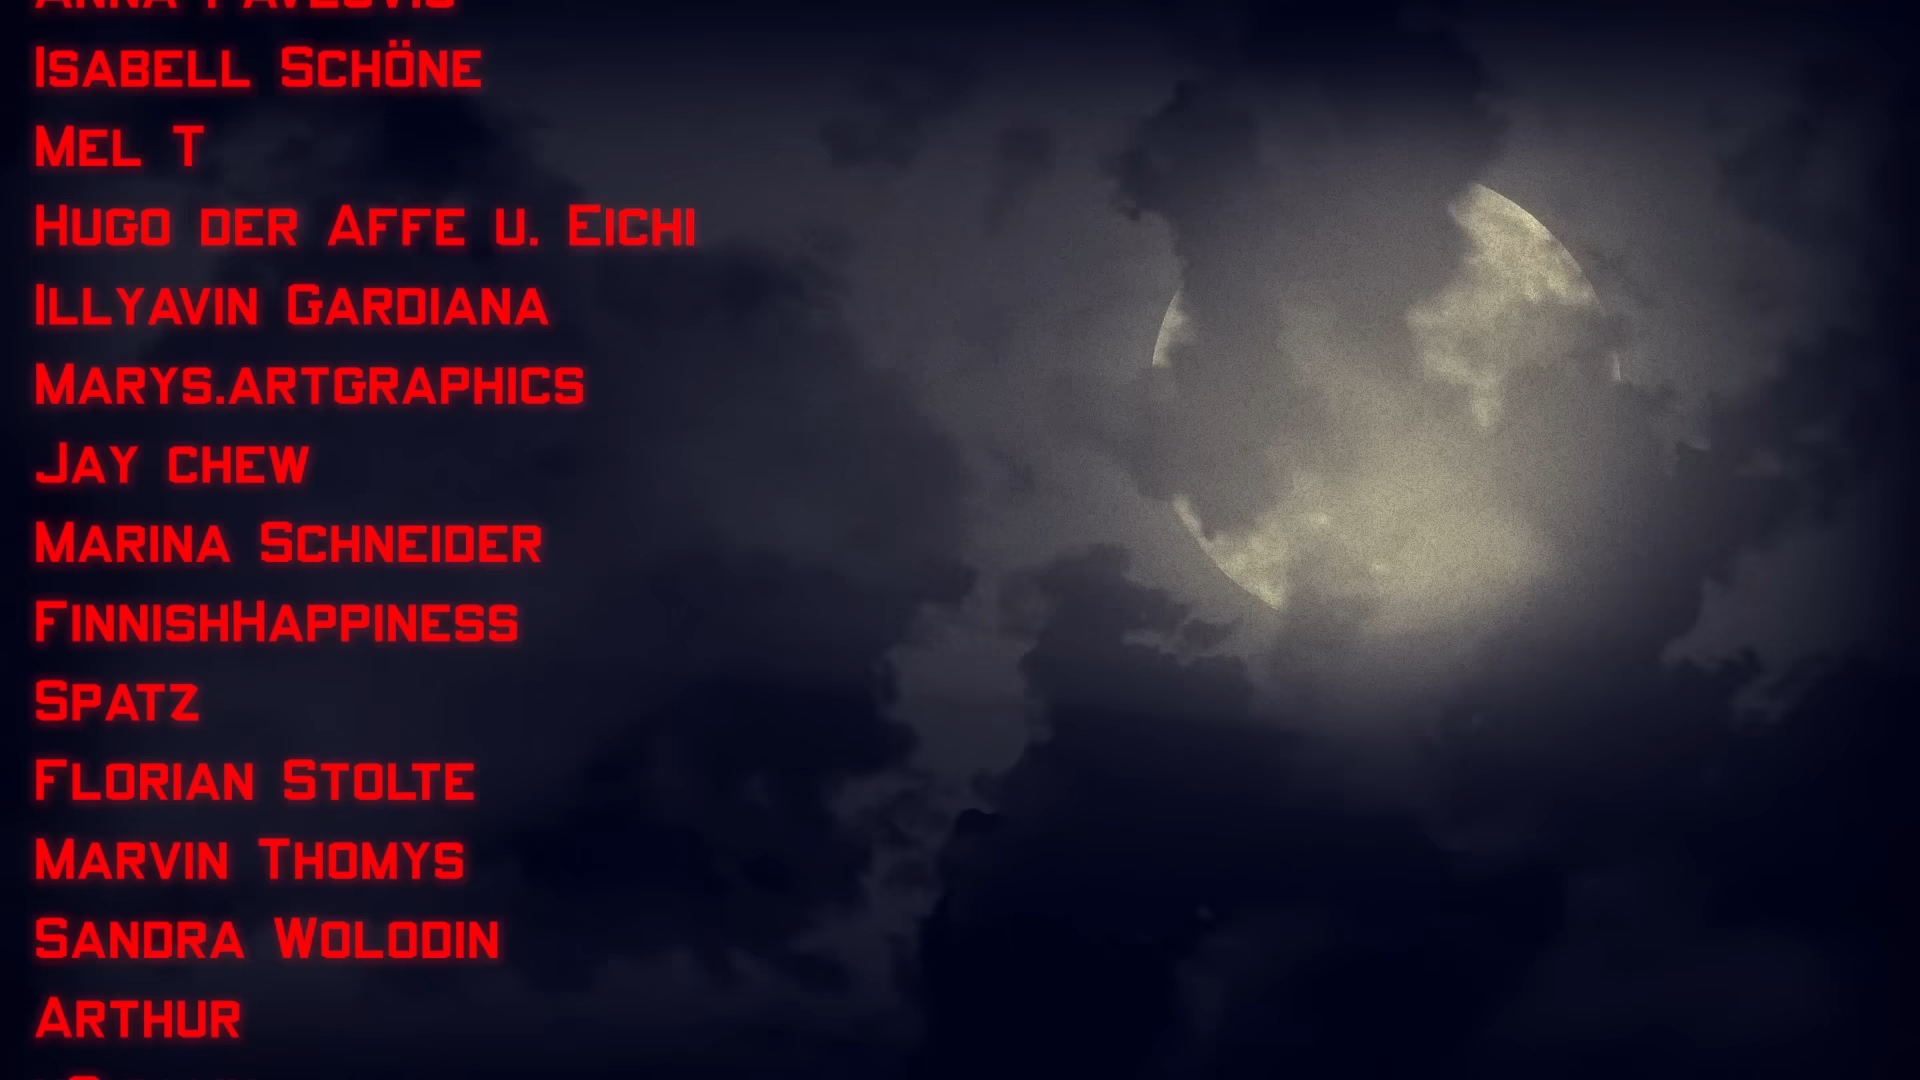 Isabell Schöne
Mel T
Hugo der Affe u. Eichi
Illyavin Gardiana
Marys.artgraphics
Jay chew
Marina Schneider
FinnishHappiness
Spatz
Florian Stolte
Marvin Thomys
Sandra Wolodin
Arthur